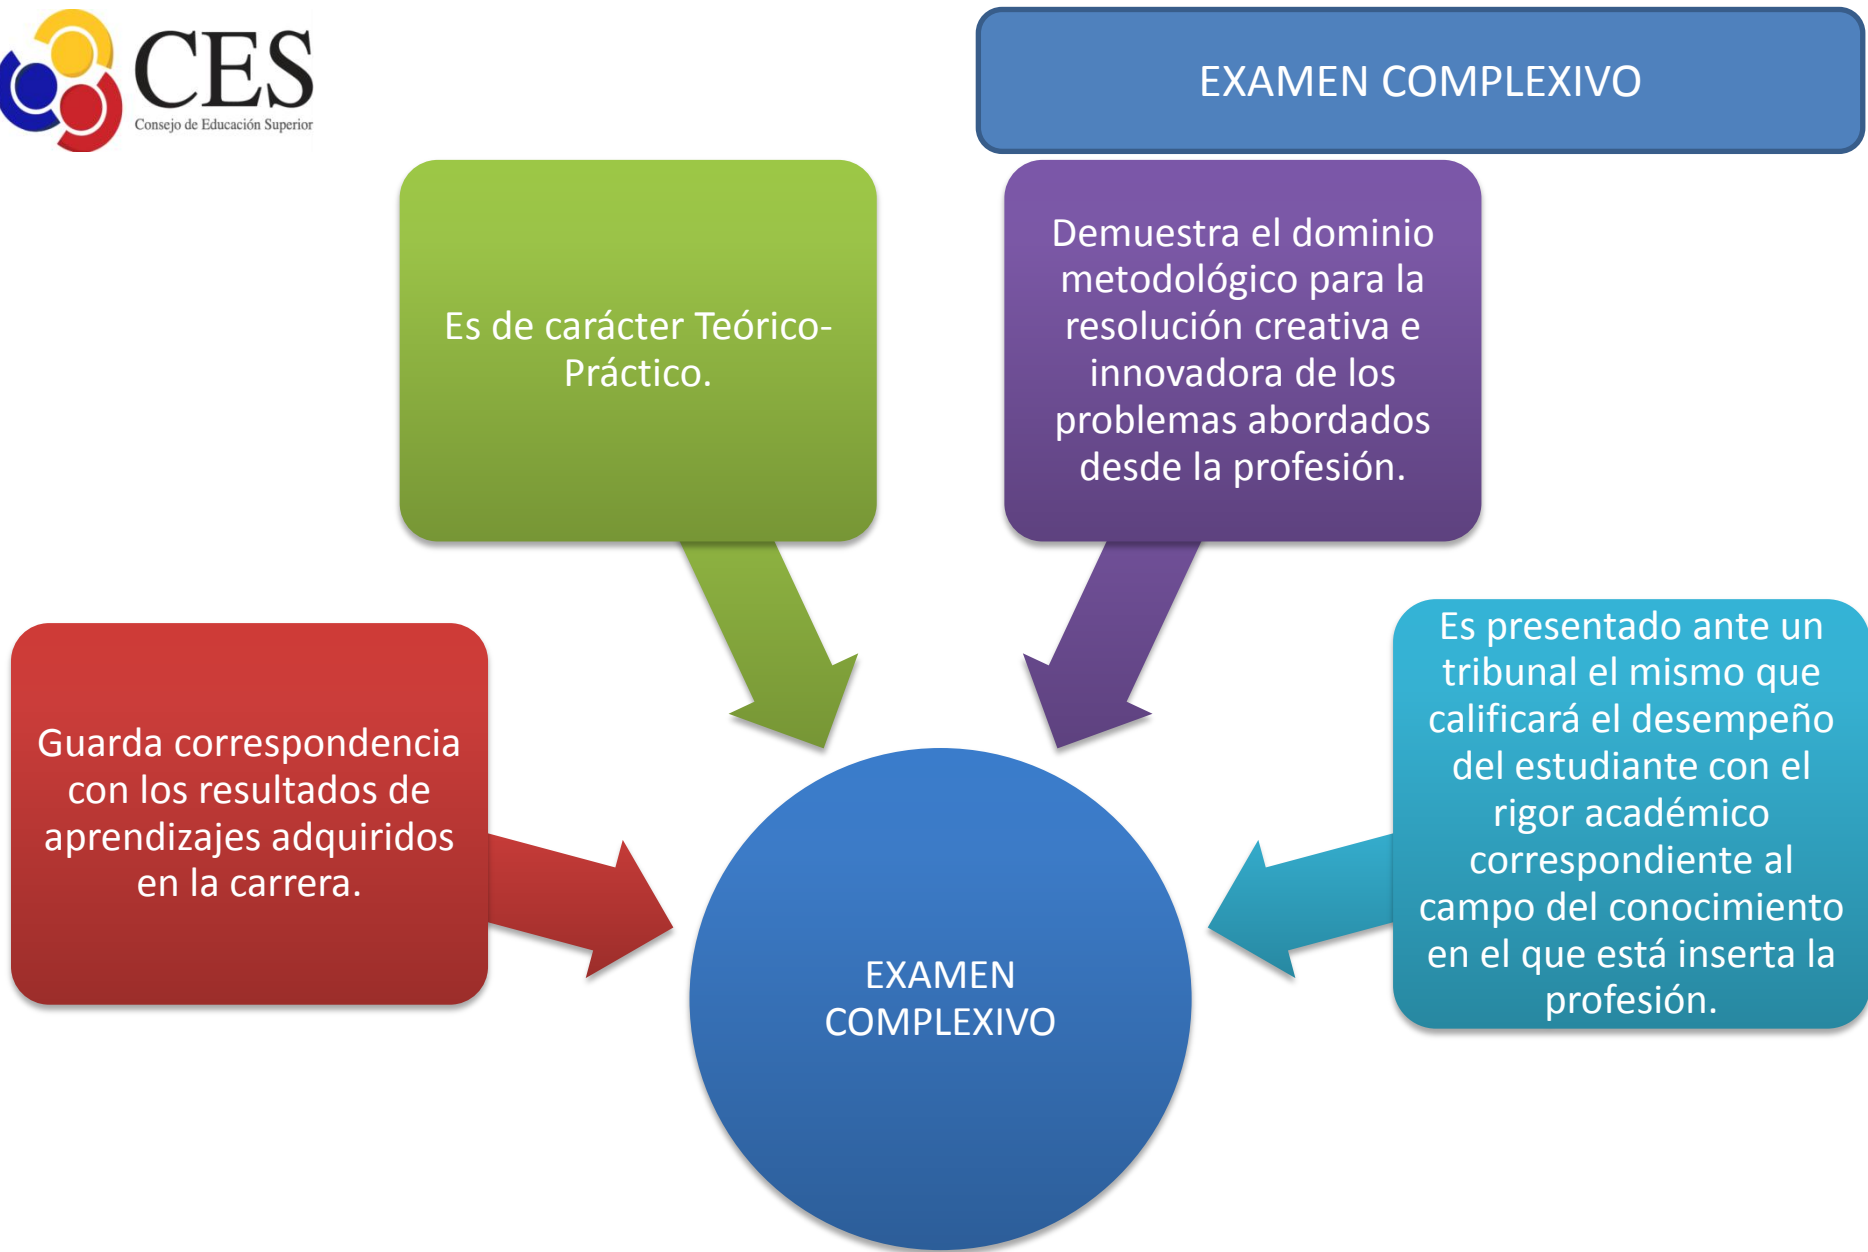 CES
Consejo de Educación Superior
EXAMEN COMPLEXIVO
Es de carácter Teórico-
Práctico.
Demuestra el dominio
metodológico para la
resolución creativa e
innovadora de los
problemas abordados
desde la profesión.
Guarda correspondencia
con los resultados de
aprendizajes adquiridos
en la carrera.
Es presentado ante un
tribunal el mismo que
calificará el desempeño
del estudiante con el
rigor académico
correspondiente al
campo del conocimiento
en el que está inserta la
profesión.
EXAMEN
COMPLEXIVO